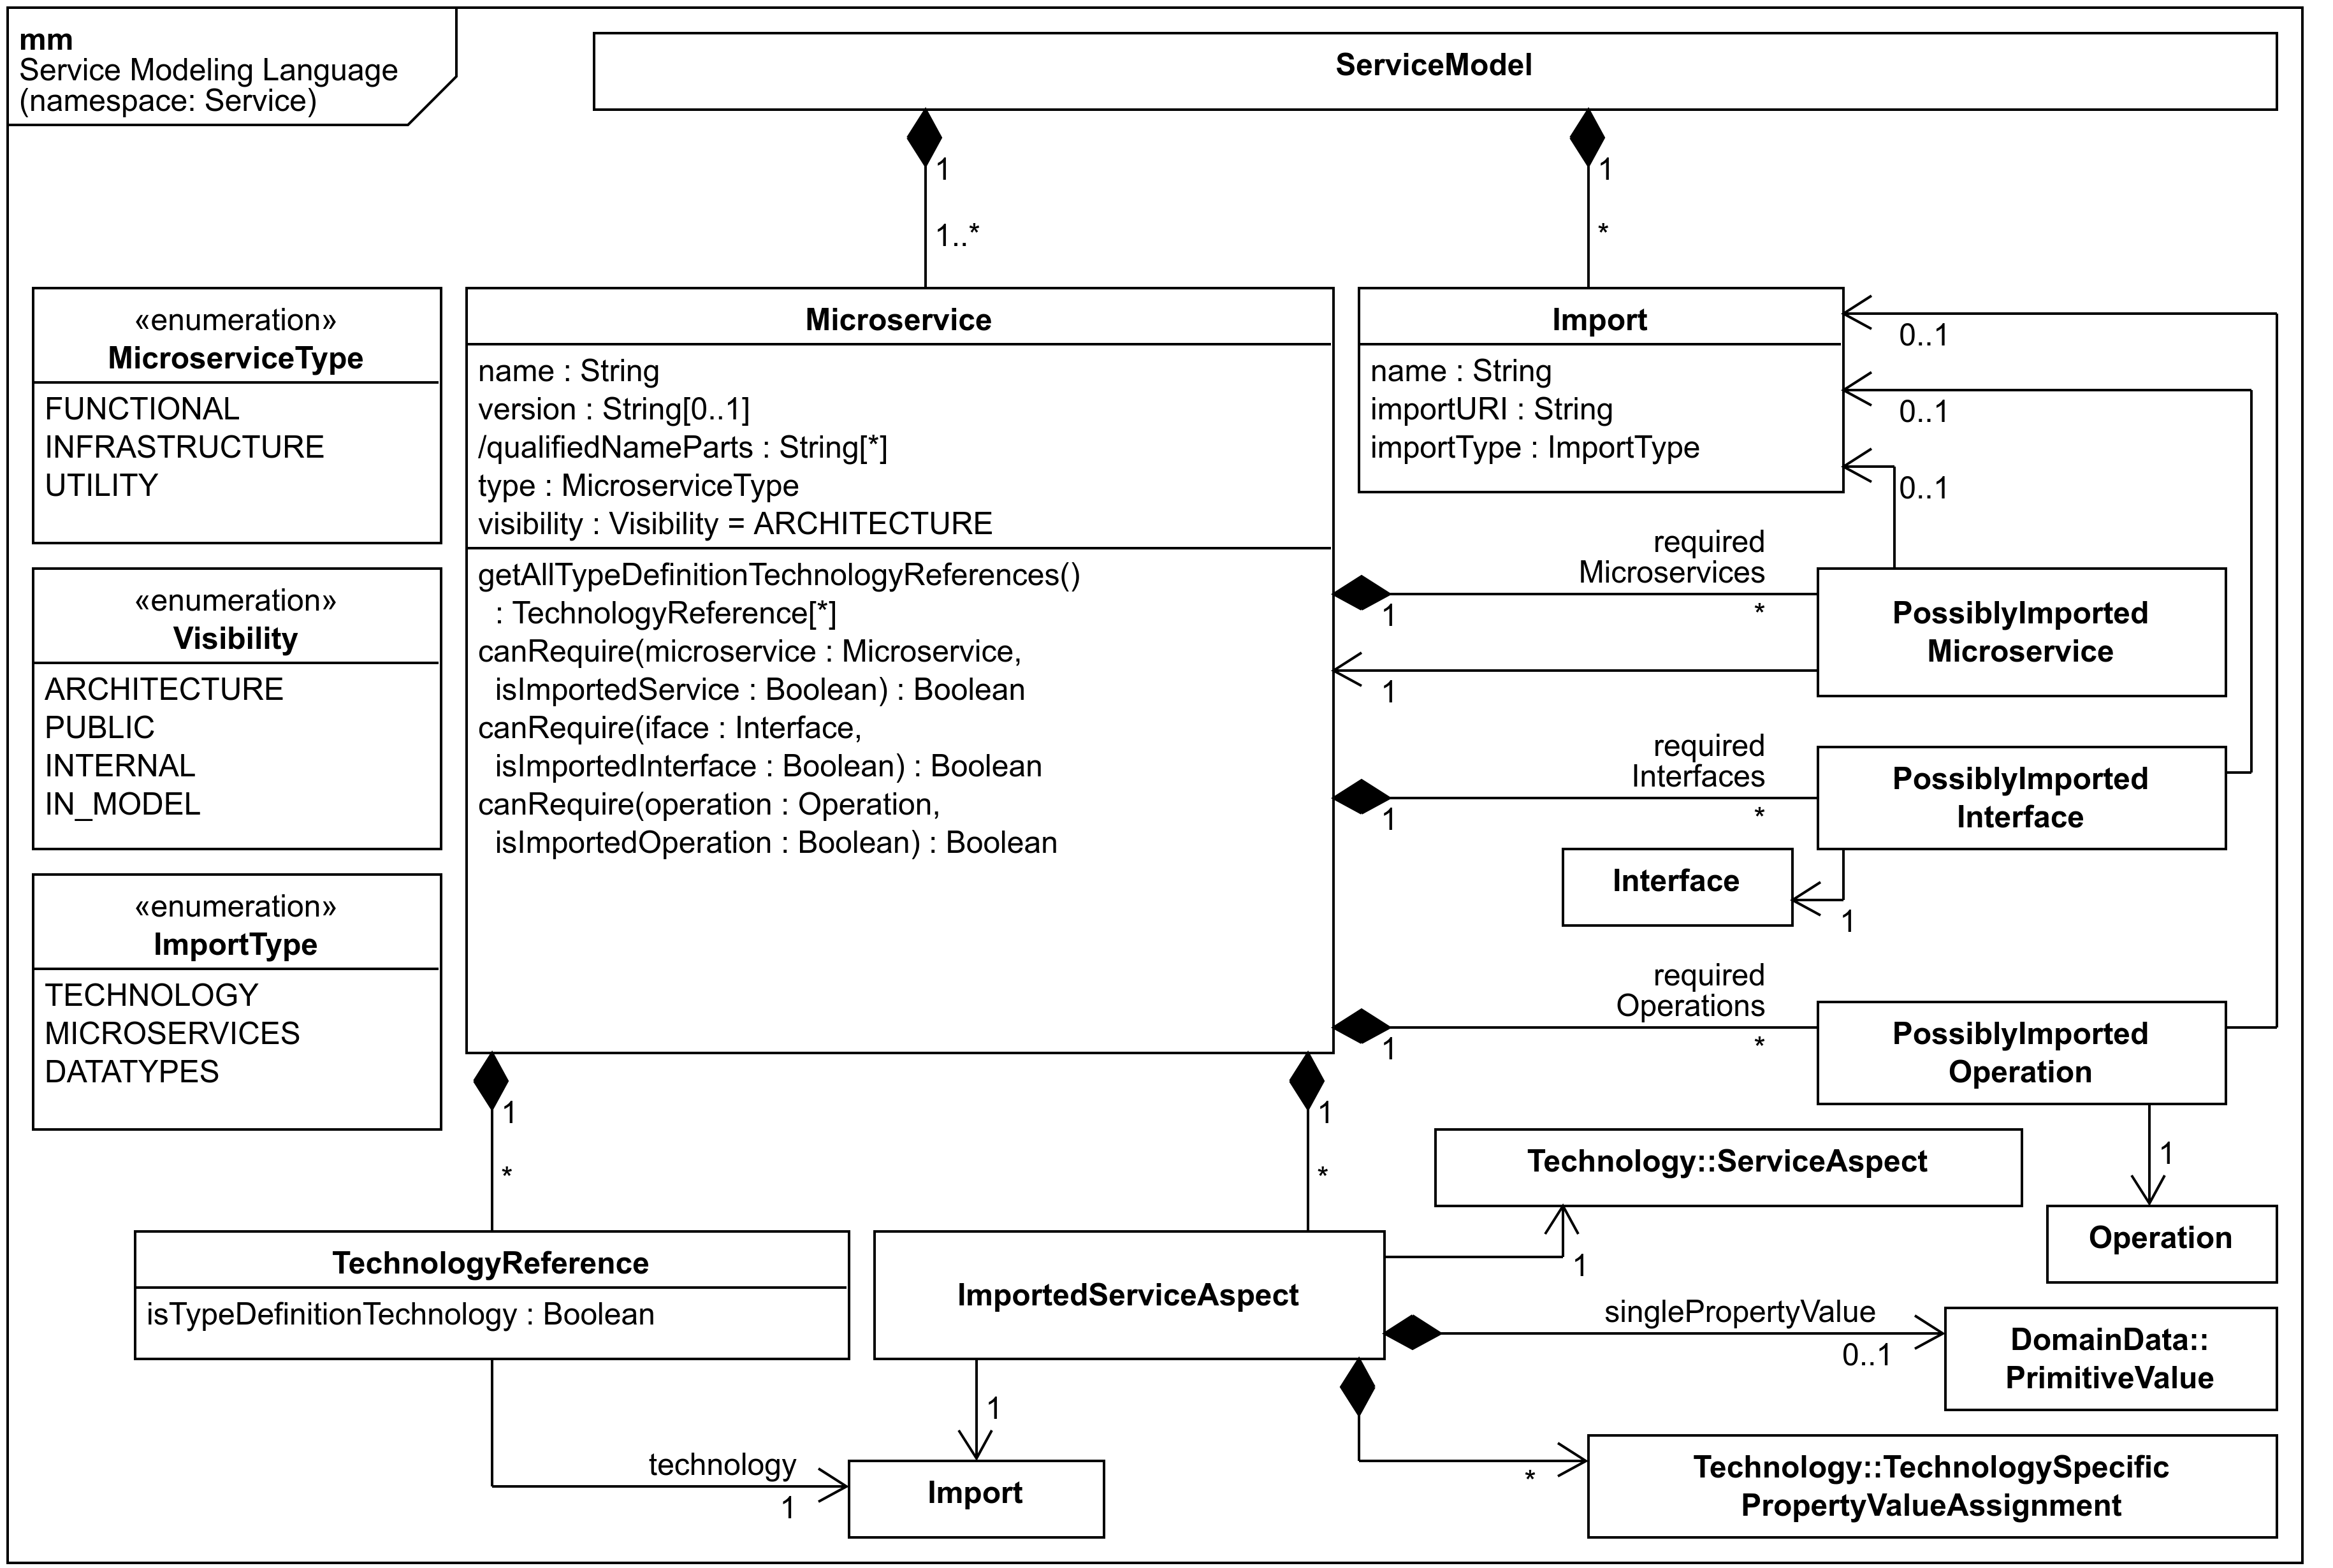 mm
Service Modeling Language
(namespace: Service)
ServiceModel
1
1..*
1
*
«enumeration»
MicroserviceType
FUNCTIONAL
INFRASTRUCTURE
UTILITY
«enumeration»
Visibility
ARCHITECTURE
PUBLIC
INTERNAL
IN_MODEL
«enumeration»
ImportType
TECHNOLOGY
MICROSERVICES
DATATYPES
Microservice
name : String
version : String[0..1]
/qualifiedNameParts : String[*]
type : MicroserviceType
visibility : Visibility = ARCHITECTURE
getAllTypeDefinitionTechnologyReferences()
: TechnologyReference[*]
canRequire(microservice : Microservice,
isImportedService : Boolean) : Boolean
canRequire(iface : Interface,
isImportedInterface : Boolean) : Boolean
canRequire(operation : Operation,
isImportedOperation : Boolean) : Boolean
Import
name : String
importURI : String
importType : ImportType
0..1
0..1
0..1
required
Microservices
1
*
1
PossiblyImported
Microservice
required
Interfaces
1
*
PossiblyImported
Interface
Interface
1
required
Operations
1
*
PossiblyImported
Operation
1
Operation
1
*
1
*
TechnologyReference
isTypeDefinitionTechnology : Boolean
technology
1
ImportedServiceAspect
1
Import
Technology::ServiceAspect
1
singlePropertyValue
0..1
DomainData::
PrimitiveValue
*
Technology::TechnologySpecific
PropertyValueAssignment